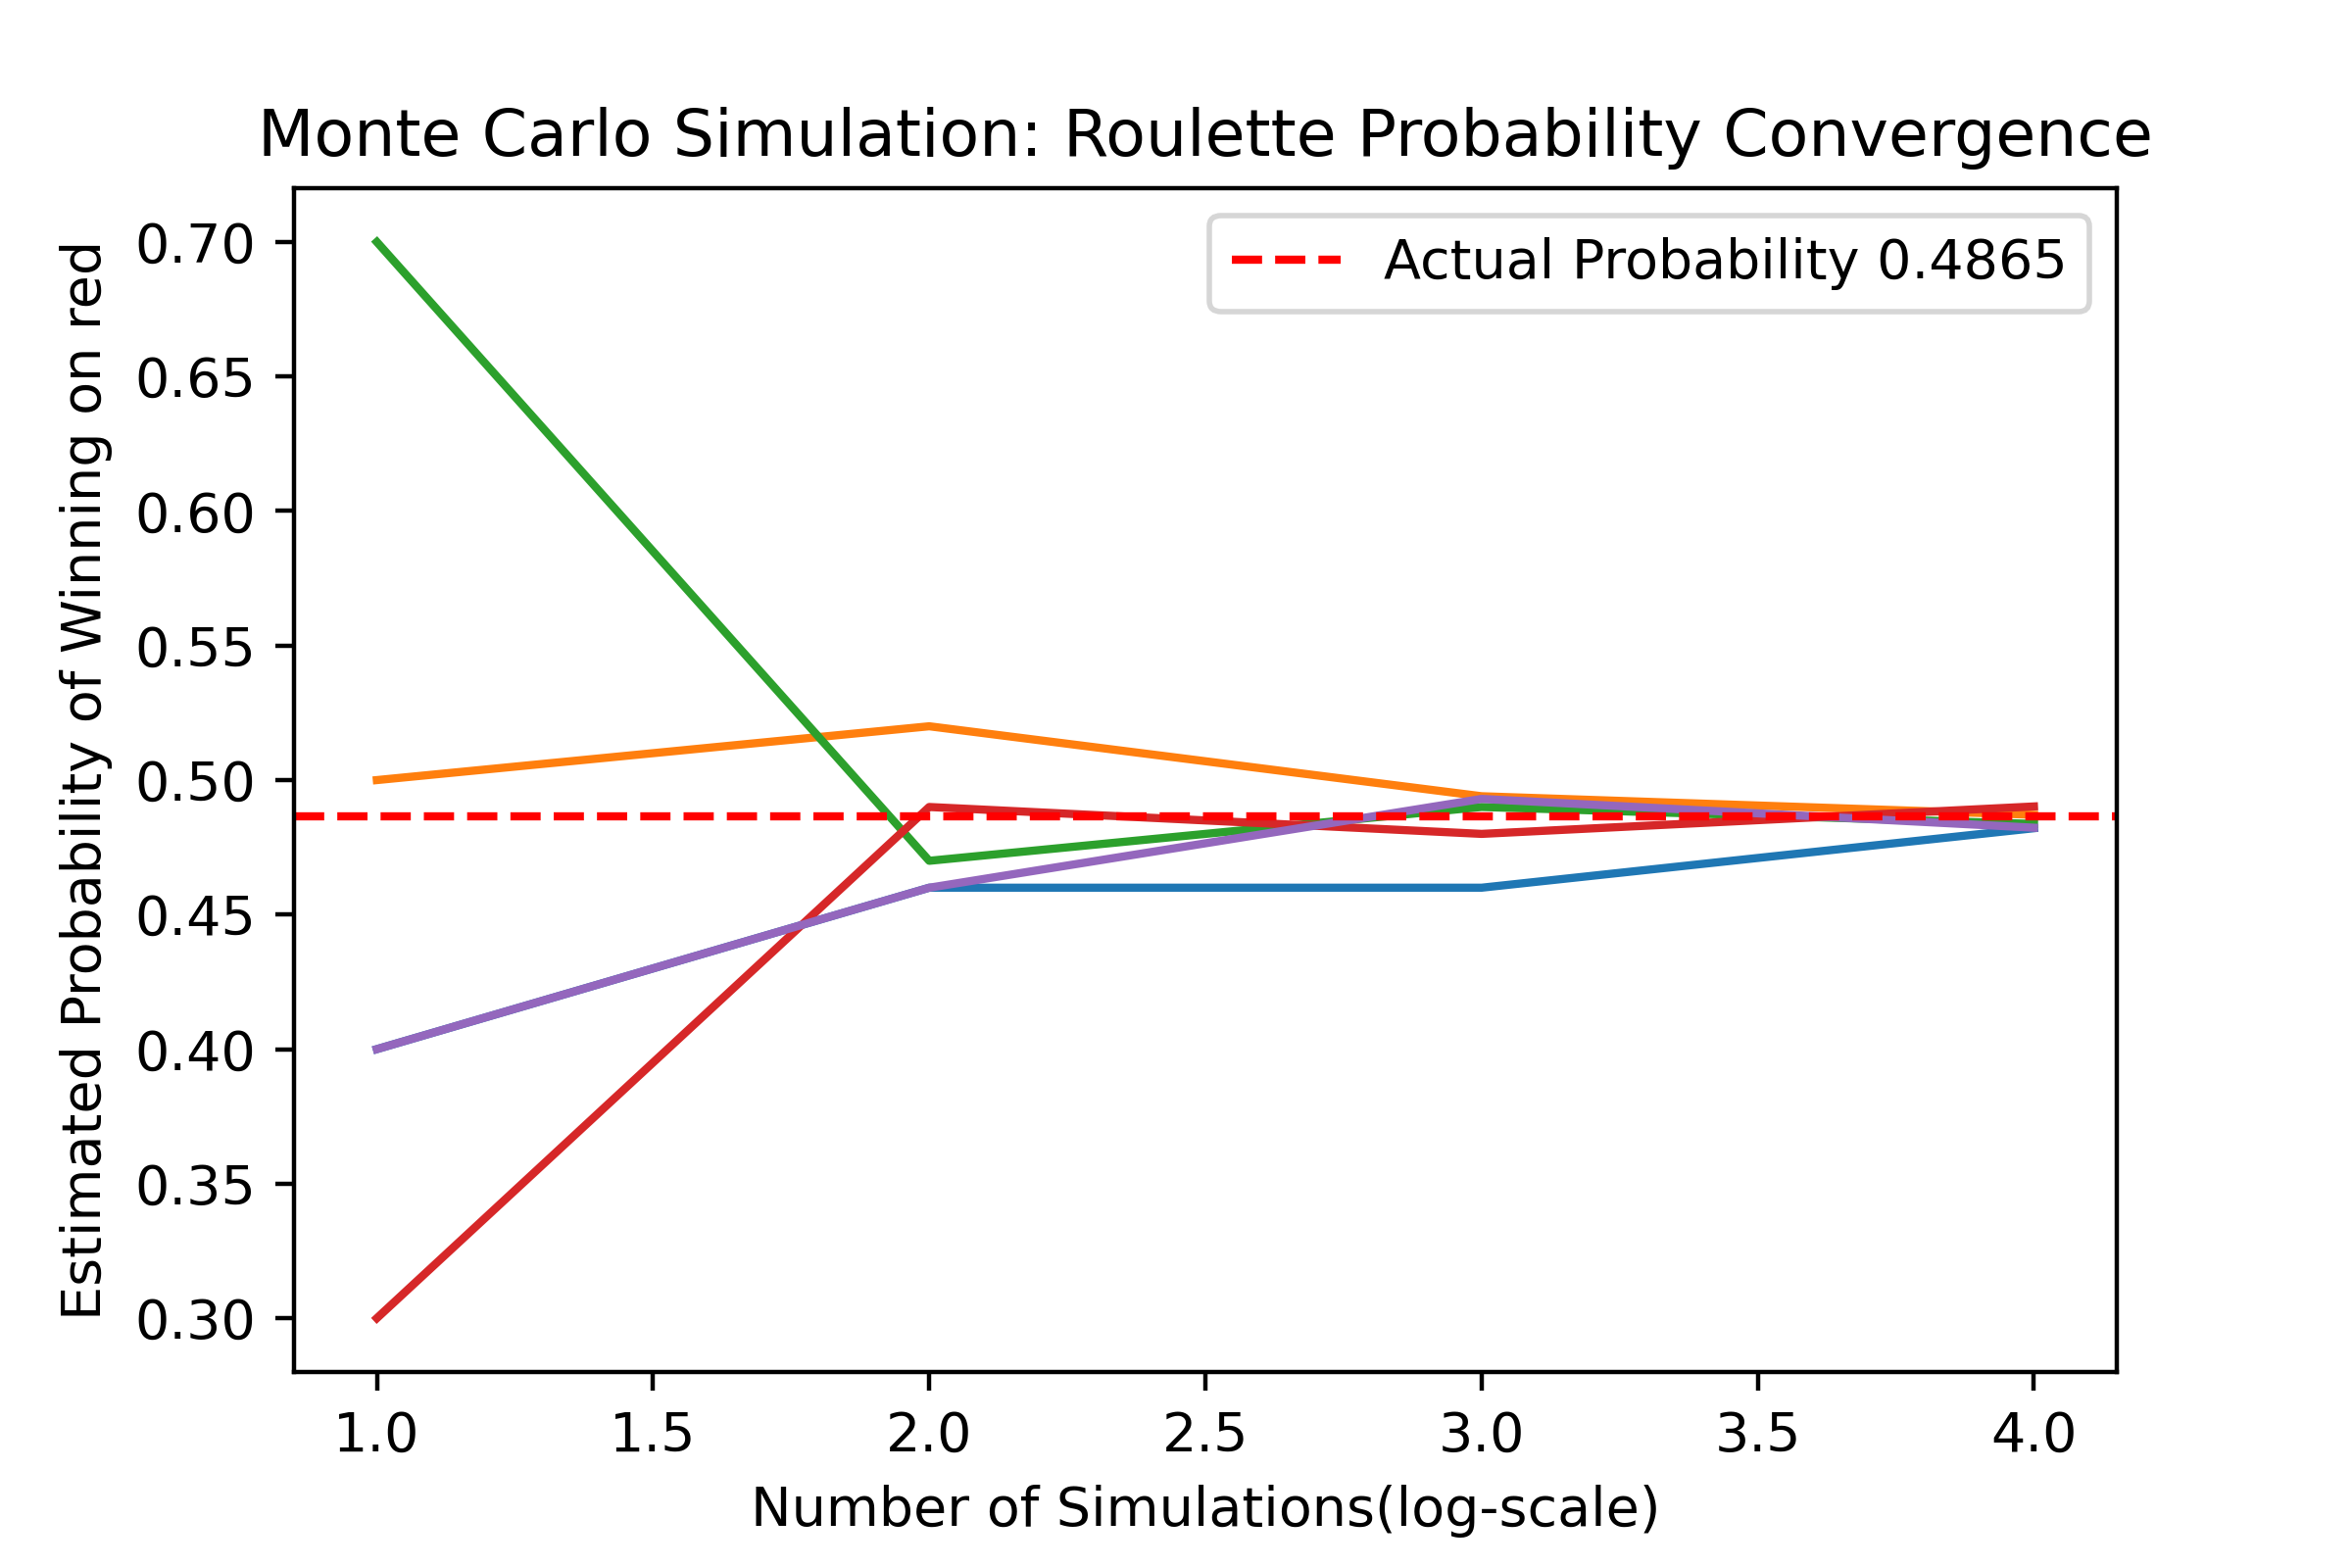 Monte Carlo Simulation: Roulette Probability Convergence
Actual Probability 0.4865
Estimated Probability of Winning on red
0.70
0.65
0.60
0.55
0.50
0.45
0.40
0.35
0.30
1.0 1.5 2.0 2.5 3.0 3.5 4.0
Number of Simulations(log-scale)